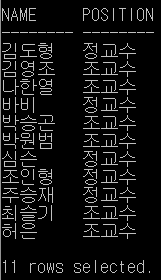 NAME     POSITION
-------- --------
김도형   정교수
김영조   조교수
나한열   조교수
바비     정교수
박승곤   조교수
박원범   조교수
심슨     정교수
조인형   정교수
주승재   정교수
최슬기   조교수
허은     조교수
11 rows selected.